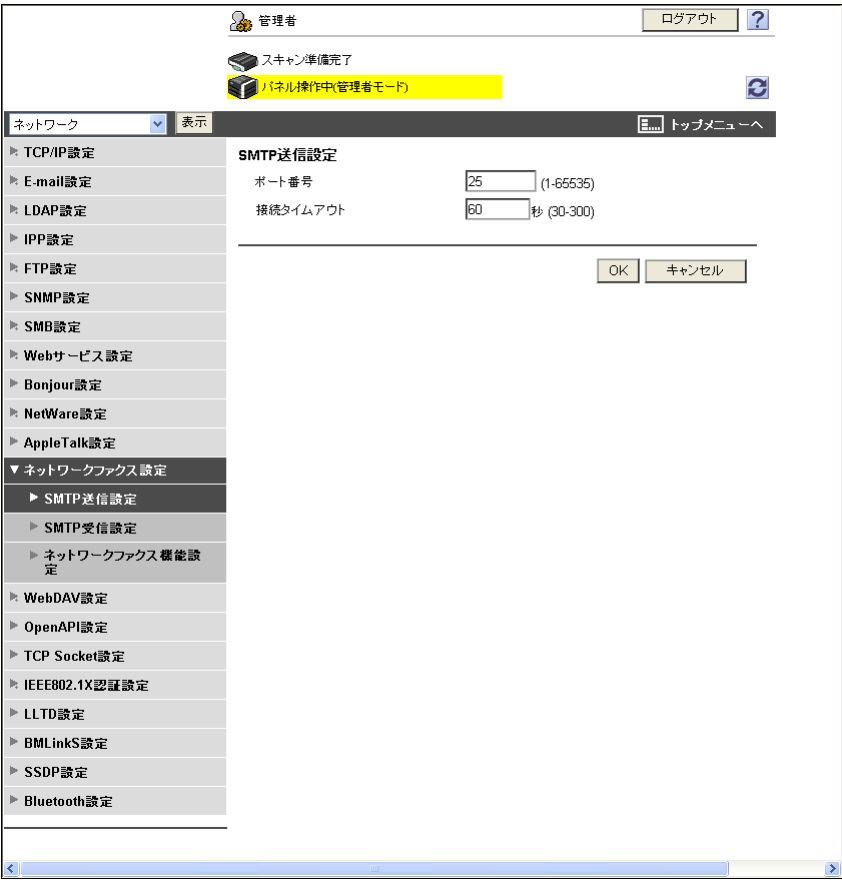 管理者
ログアウト
?
スキャン準備完了
パネル操作中(管理者モード)
ネットワーク
表示
トップメニューへ
TCP/IP設定
E-mail設定
LDAP設定
IPP設定
FTP設定
SNMP設定
SMB設定
Webサービス設定
Bonjour設定
NetWare設定
AppleTalk設定
ネットワークファクス設定
SMTP送信設定
SMTP受信設定
ネットワークファクス機能設
定
WebDAV設定
OpenAPI設定
TCP Socket設定
IEEE802.1X認証設定
LLTD設定
BMLinkS設定
SSDP設定
Bluetooth設定
SMTP送信設定
ポート番号 25 (1-65535)
接続タイムアウト 60 秒 (30-300)
OK キャンセル